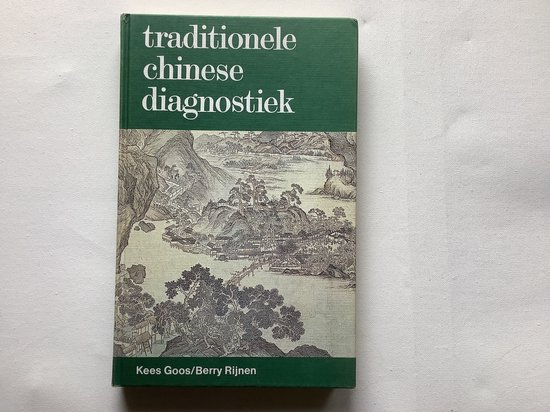 traditionele
chinese
diagnostiek
Kees Goos/Berry Rijnen